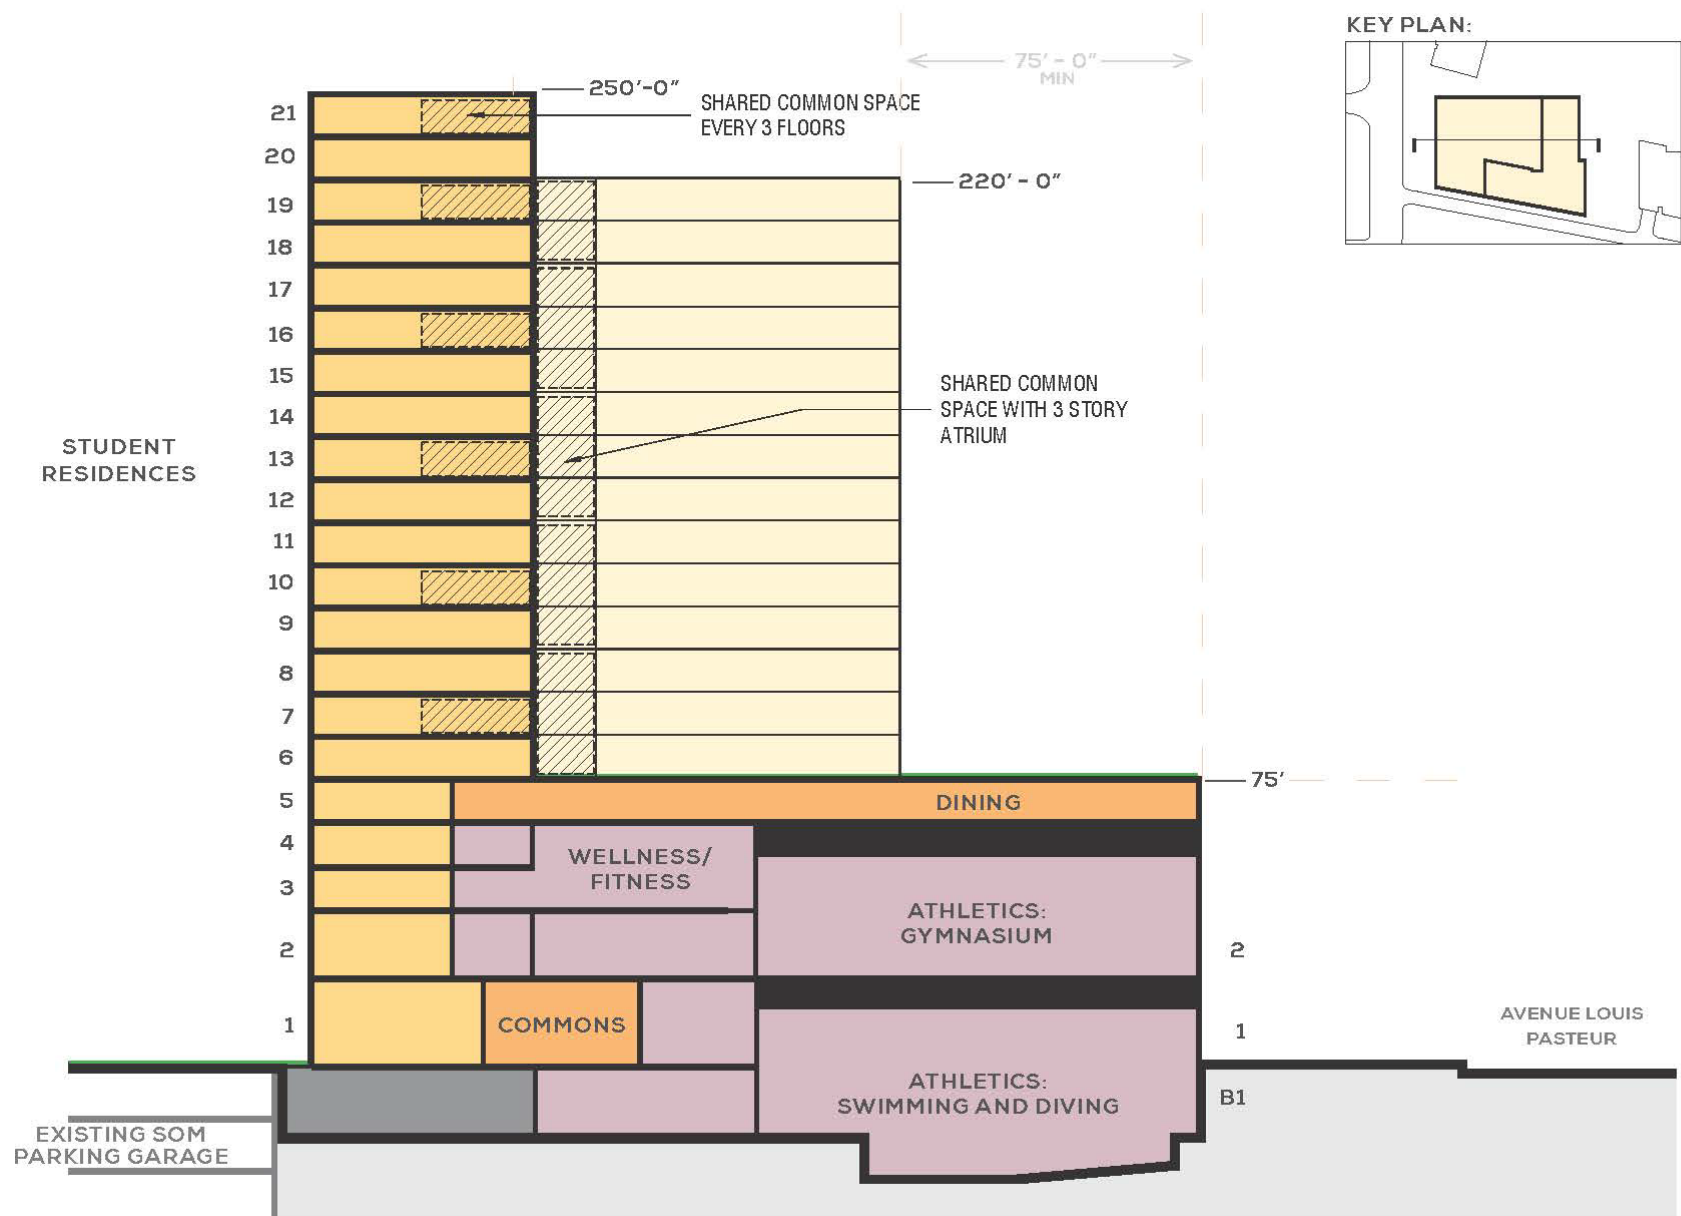 KEY PLAN:
75' - 0"
MIN
250'-0"
SHARED COMMON SPACE
EVERY 3 FLOORS
220' - 0"
21
20
19
18
17
16
15
14
13
12
11
10
9
8
7
6
5
4
3
2
1
STUDENT
RESIDENCES
SHARED COMMON
SPACE WITH 3 STORY
ATRIUM
75'
DINING
WELLNESS/
FITNESS
ATHLETICS:
GYMNASIUM
2
COMMONS
1
AVENUE LOUIS
PASTEUR
ATHLETICS:
SWIMMING AND DIVING
B1
EXISTING SOM
PARKING GARAGE